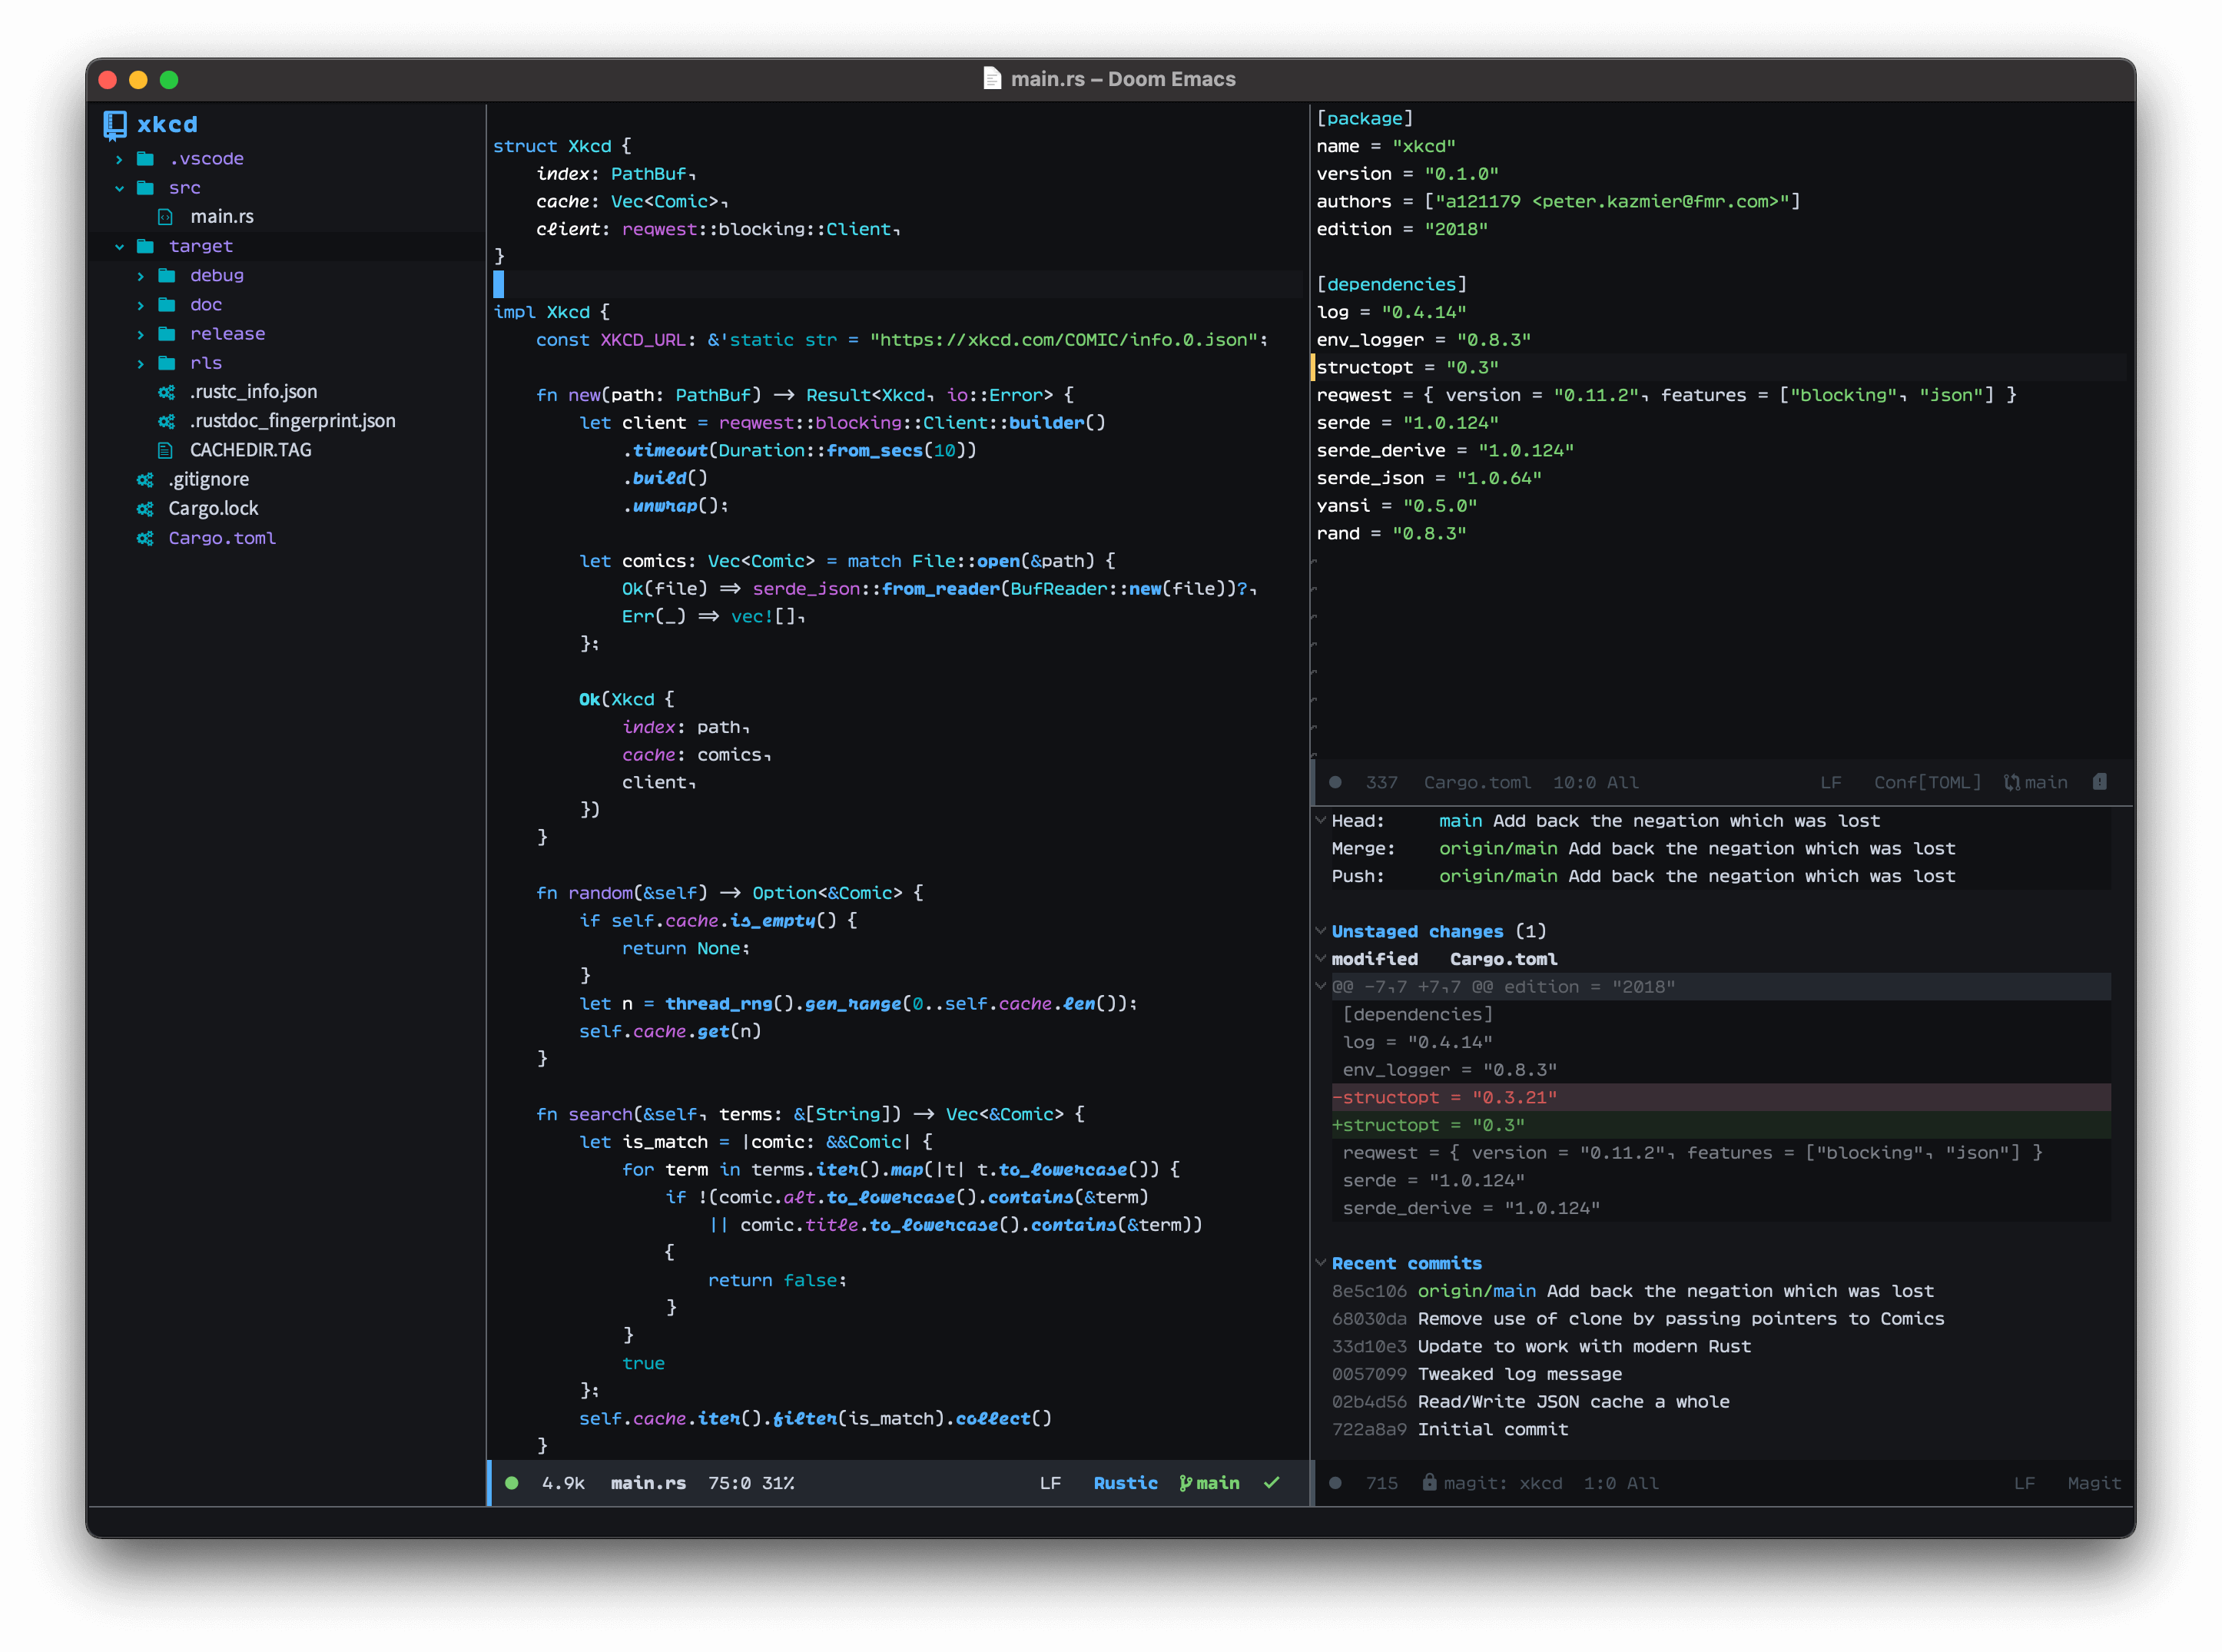 main.rs – Doom Emacs
xkcd
.vscode
src
main.rs
target
debug
doc
release
rls
.rustc_info.json
.rustdoc_fingerprint.json
CACHEDIR.TAG
.gitignore
Cargo.lock
Cargo.toml
struct Xkcd {
    index: PathBuf,
    cache: Vec<Comic>,
    client: reqwest::blocking::Client,
}
impl Xkcd {
    const XKCD_URL: &'static str = "https://xkcd.com/COMIC/info.0.json";
    fn new(path: PathBuf) -> Result<Xkcd, io::Error> {
        let client = reqwest::blocking::Client::builder()
            .timeout(Duration::from_secs(10))
            .build()
            .unwrap();
        let comics: Vec<Comic> = match File::open(&path) {
            Ok(file) => serde_json::from_reader(BufReader::new(file))?,
            Err(_) => vec![],
        };
        Ok(Xkcd {
            index: path,
            cache: comics,
            client,
        })
    }
    fn random(&self) -> Option<&Comic> {
        if self.cache.is_empty() {
            return None;
        }
        let n = thread_rng().gen_range(0..self.cache.len());
        self.cache.get(n)
    }
    fn search(&self, terms: &[String]) -> Vec<&Comic> {
        let is_match = |comic: &&Comic| {
            for term in terms.iter().map(|t| t.to_lowercase()) {
                if !(comic.alt.to_lowercase().contains(&term)
                    || comic.title.to_lowercase().contains(&term))
                {
                    return false;
                }
            }
            true
        };
        self.cache.iter().filter(is_match).collect()
    }
4.9k main.rs 75:0 31% LF Rustic main ✓
[package]
name = "xkcd"
version = "0.1.0"
authors = ["a121179 <peter.kazmier@fmr.com>"]
edition = "2018"
[dependencies]
log = "0.4.14"
env_logger = "0.8.3"
structopt = "0.3"
reqwest = { version = "0.11.2", features = ["blocking", "json"] }
serde = "1.0.124"
serde_derive = "1.0.124"
serde_json = "1.0.64"
yansi = "0.5.0"
rand = "0.8.3"
337 Cargo.toml 10:0 All LF Conf[TOML] main
Head: main Add back the negation which was lost
Merge: origin/main Add back the negation which was lost
Push: origin/main Add back the negation which was lost
Unstaged changes (1)
modified Cargo.toml
@@ -7,7 +7,7 @@ edition = "2018"
 [dependencies]
 log = "0.4.14"
 env_logger = "0.8.3"
-structopt = "0.3.21"
+structopt = "0.3"
 reqwest = { version = "0.11.2", features = ["blocking", "json"] }
 serde = "1.0.124"
 serde_derive = "1.0.124"
Recent commits
8e5c106 origin/main Add back the negation which was lost
68030da Remove use of clone by passing pointers to Comics
33d10e3 Update to work with modern Rust
0057099 Tweaked log message
02b4d56 Read/Write JSON cache a whole
722a8a9 Initial commit
715 magit: xkcd 1:0 All LF Magit